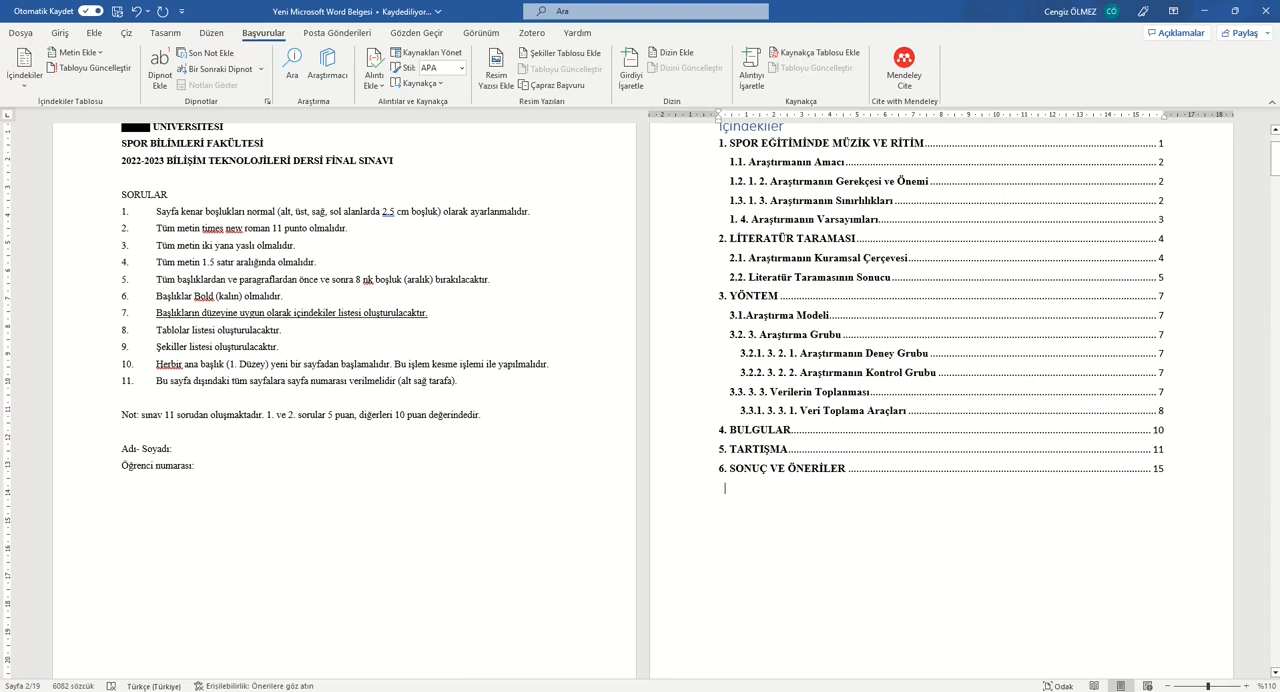 Otomatik Kaydet
Yeni Microsoft Word Belgesi • Kaydediliyor...
Ara
Cengiz ÖLMEZ CÖ
Dosya Giriş Ekle Çiz Tasarım Düzen Başvurular Posta Gönderileri Gözden Geçir Görünüm Zotero Yardım Açıklamalar Paylaş
İçindekiler
Metin Ekle
Tabloyu Güncelleştir
İçindekiler Tablosu
ab
Dipnot Ekle
Son Not Ekle
Bir Sonraki Dipnot
Notları Göster
Dipnotlar
Ara Araştırmacı
Araştırma
Alıntı Ekle
Kaynakları Yönet
Stil: APA
Kaynakça
Alıntılar ve Kaynakça
Resim Yazısı Ekle
Şekiller Tablosu Ekle
Tabloyu Güncelleştir
Çapraz Başvuru
Resim Yazıları
Girdiyi İşaretle
Dizin Ekle
Dizini Güncelleştir
Dizin
Alıntıyı İşaretle
Kaynakça Tablosu Ekle
Tabloyu Güncelleştir
Kaynakça
Mendeley Cite
Cite with Mendeley
ÜNİVERSİTESİ
SPOR BİLİMLERİ FAKÜLTESİ
2022-2023 BİLİŞİM TEKNOLOJİLERİ DERSİ FİNAL SINAVI
SORULAR
1. Sayfa kenar boşlukları normal (alt, üst, sağ, sol alanlarda 2.5 cm boşluk) olarak ayarlanmalıdır.
2. Tüm metin times new roman 11 punto olmalıdır.
3. Tüm metin iki yana yaslı olmalıdır.
4. Tüm metin 1.5 satır aralığında olmalıdır.
5. Tüm başlıklardan ve paragraflardan önce ve sonra 8 nk boşluk (aralık) bırakılacaktır.
6. Başlıklar Bold (kalın) olmalıdır.
7. Başlıkların düzeyine uygun olarak içindekiler listesi oluşturulacaktır.
8. Tablolar listesi oluşturulacaktır.
9. Şekiller listesi oluşturulacaktır.
10. Herbir ana başlık (1. Düzey) yeni bir sayfadan başlamalıdır. Bu işlem kesme işlemi ile yapılmalıdır.
11. Bu sayfa dışındaki tüm sayfalara sayfa numarası verilmelidir (alt sağ tarafa).
Not: sınav 11 sorudan oluşmaktadır. 1. ve 2. sorular 5 puan, diğerleri 10 puan değerindedir.
Adı- Soyadı:
Öğrenci numarası:
İçindekiler
1. SPOR EĞİTİMİNDE MÜZİK VE RİTİM 1
1.1. Araştırmanın Amacı 2
1.2. 1. 2. Araştırmanın Gerekçesi ve Önemi 2
1.3. 1. 3. Araştırmanın Sınırlılıkları 2
1. 4. Araştırmanın Varsayımları 3
2. LİTERATÜR TARAMASI 4
2.1. Araştırmanın Kuramsal Çerçevesi 4
2.2. Literatür Taramasının Sonucu 5
3. YÖNTEM 7
3.1.Araştırma Modeli 7
3.2. 3. Araştırma Grubu 7
3.2.1. 3. 2. 1. Araştırmanın Deney Grubu 7
3.2.2. 3. 2. 2. Araştırmanın Kontrol Grubu 7
3.3. 3. 3. Verilerin Toplanması 7
3.3.1. 3. 3. 1. Veri Toplama Araçları 8
4. BULGULAR 10
5. TARTIŞMA 11
6. SONUÇ VE ÖNERİLER 15
Sayfa 2/19 6082 sözcük Türkçe (Türkiye) Erişilebilirlik: Önerilere göz atın Odak %110